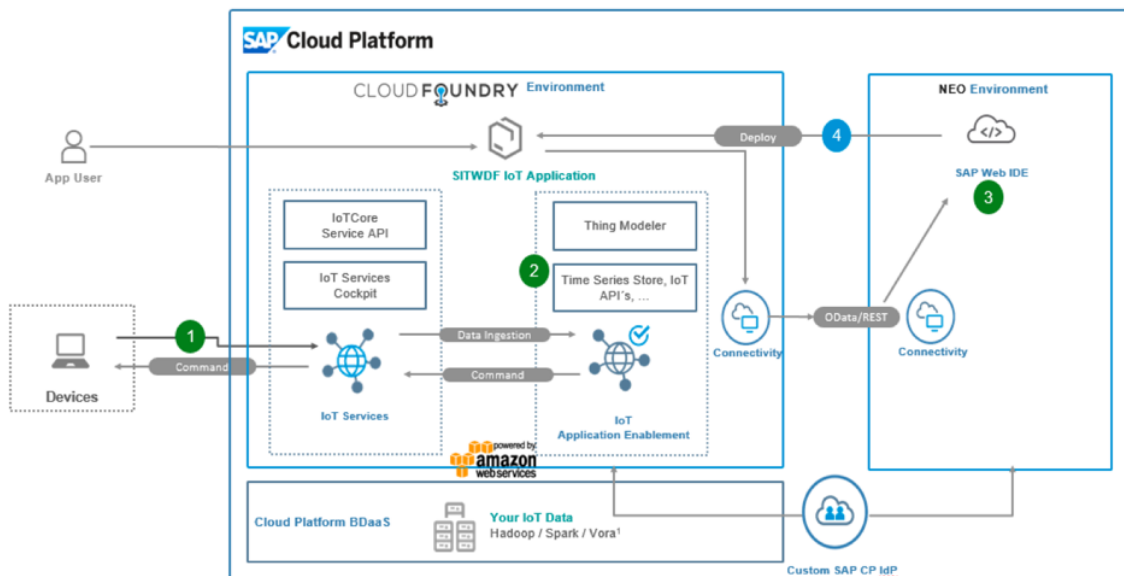 SAP Cloud Platform
CLOUD FOUNDRY Environment
NEO Environment
Deploy
4
App User
SITWDF IoT Application
SAP Web IDE
3
IoTCore
Service API
Thing Modeler
IoT Services
Cockpit
2
Time Series Store, IoT
API´s, ...
1
Data Ingestion
OData/REST
Command
Command
Connectivity
Connectivity
Devices
IoT Services
IoT
Application Enablement
powered by
amazon
webservices
Cloud Platform BDaaS
Your IoT Data
Hadoop / Spark / Vora¹
Custom SAP CP IdP